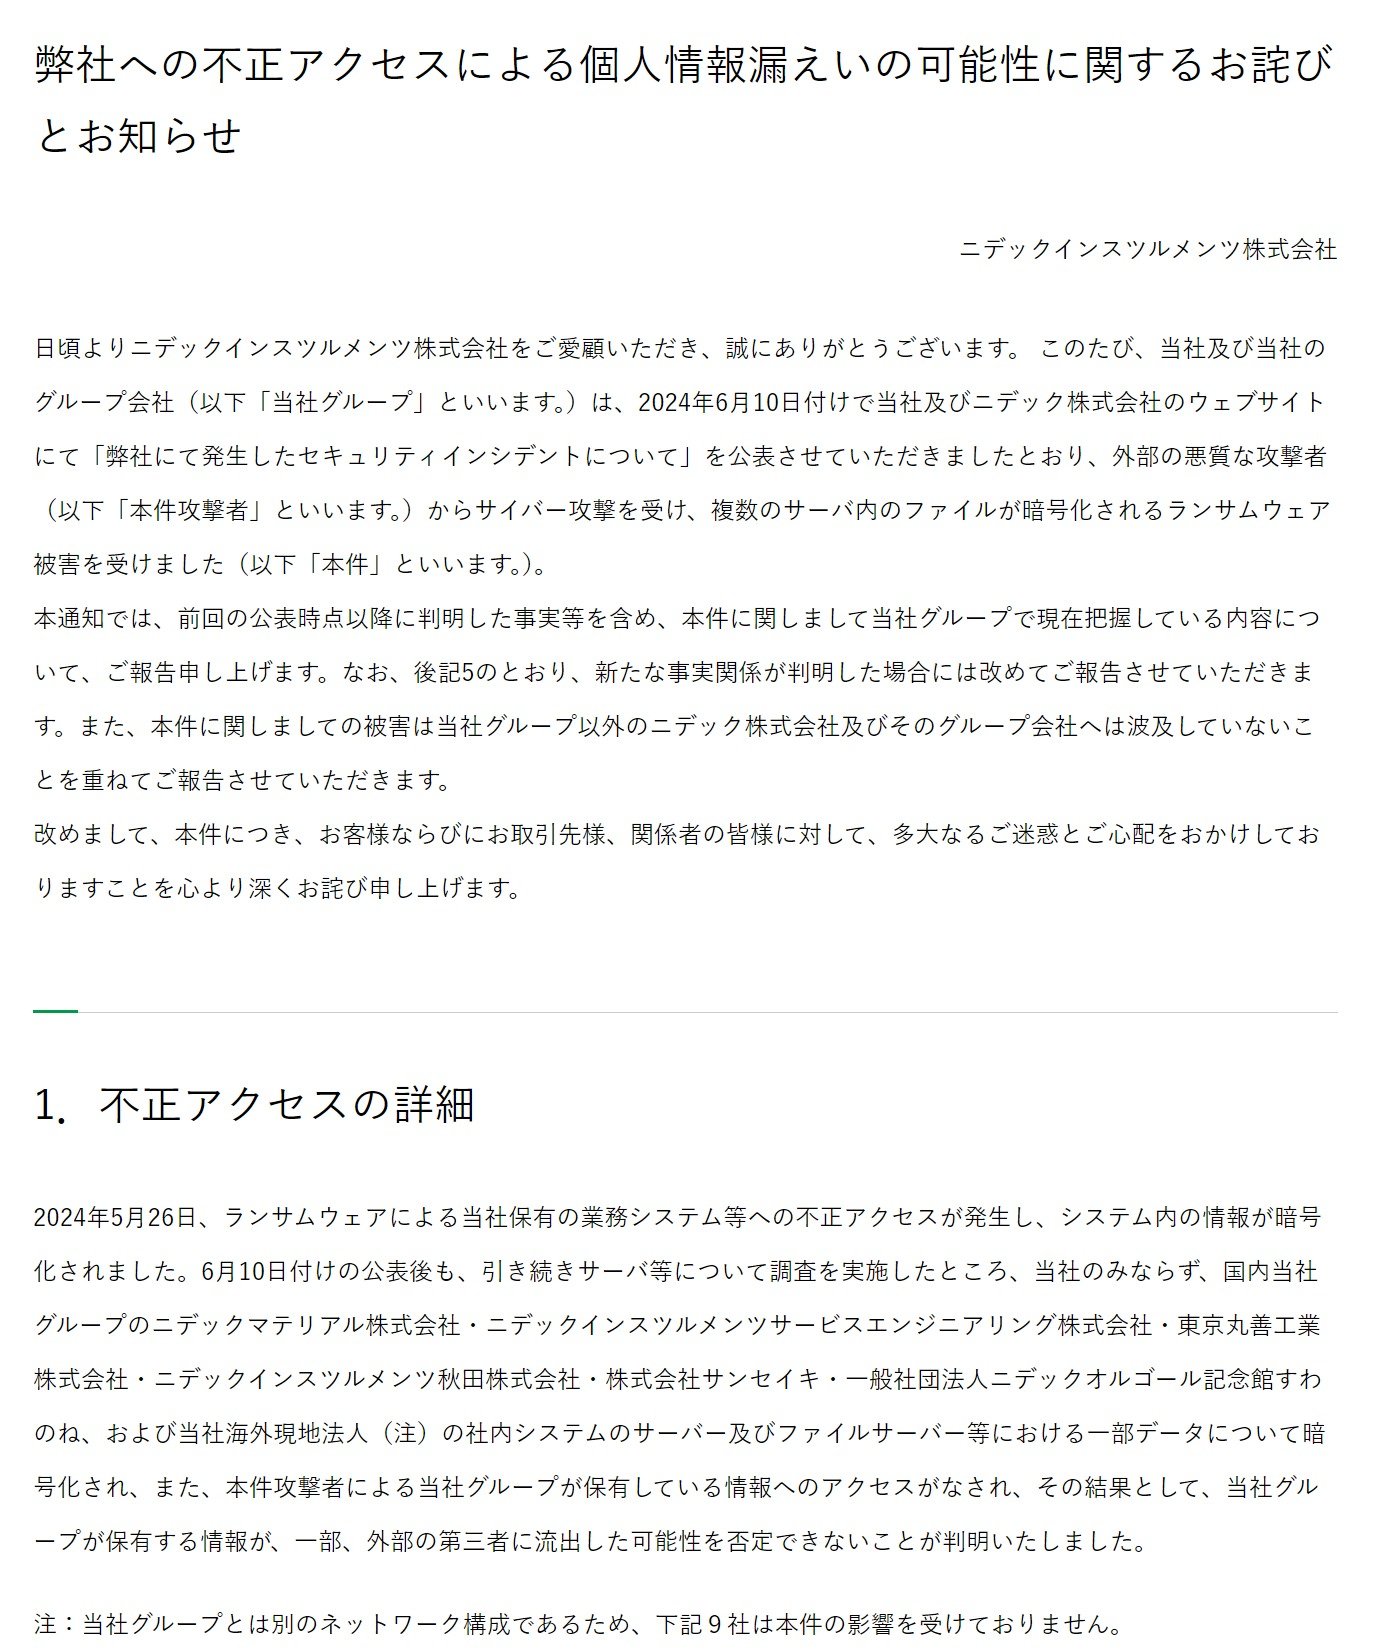 弊社への不正アクセスによる個人情報漏えいの可能性に関するお詫び
とお知らせ
ニデックインスツルメンツ株式会社
日頃よりニデックインスツルメンツ株式会社をご愛顧いただき、誠にありがとうございます。 このたび、当社及び当社の
グループ会社（以下「当社グループ」といいます。）は、2024年6月10日付けで当社及びニデック株式会社のウェブサイト
にて「弊社にて発生したセキュリティインシデントについて」を公表させていただきましたとおり、外部の悪質な攻撃者
（以下「本件攻撃者」といいます。）からサイバー攻撃を受け、複数のサーバ内のファイルが暗号化されるランサムウェア
被害を受けました（以下「本件」といいます。）。
本通知では、前回の公表時点以降に判明した事実等を含め、本件に関しまして当社グループで現在把握している内容につ
いて、ご報告申し上げます。なお、後記5のとおり、新たな事実関係が判明した場合には改めてご報告させていただきま
す。また、本件に関しましての被害は当社グループ以外のニデック株式会社及びそのグループ会社へは波及していないこ
とを重ねてご報告させていただきます。
改めまして、本件につき、お客様ならびにお取引先様、関係者の皆様に対して、多大なるご迷惑とご心配をおかけしてお
りますことを心より深くお詫び申し上げます。
1．不正アクセスの詳細
2024年5月26日、ランサムウェアによる当社保有の業務システム等への不正アクセスが発生し、システム内の情報が暗号
化されました。6月10日付けの公表後も、引き続きサーバ等について調査を実施したところ、当社のみならず、国内当社
グループのニデックマテリアル株式会社・ニデックインスツルメンツサービスエンジニアリング株式会社・東京丸善工業
株式会社・ニデックインスツルメンツ秋田株式会社・株式会社サンセイキ・一般社団法人ニデックオルゴール記念館すわ
のね、および当社海外現地法人（注）の社内システムのサーバー及びファイルサーバー等における一部データについて暗
号化され、また、本件攻撃者による当社グループが保有している情報へのアクセスがなされ、その結果として、当社グル
ープが保有する情報が、一部、外部の第三者に流出した可能性を否定できないことが判明いたしました。
注：当社グループとは別のネットワーク構成であるため、下記９社は本件の影響を受けておりません。